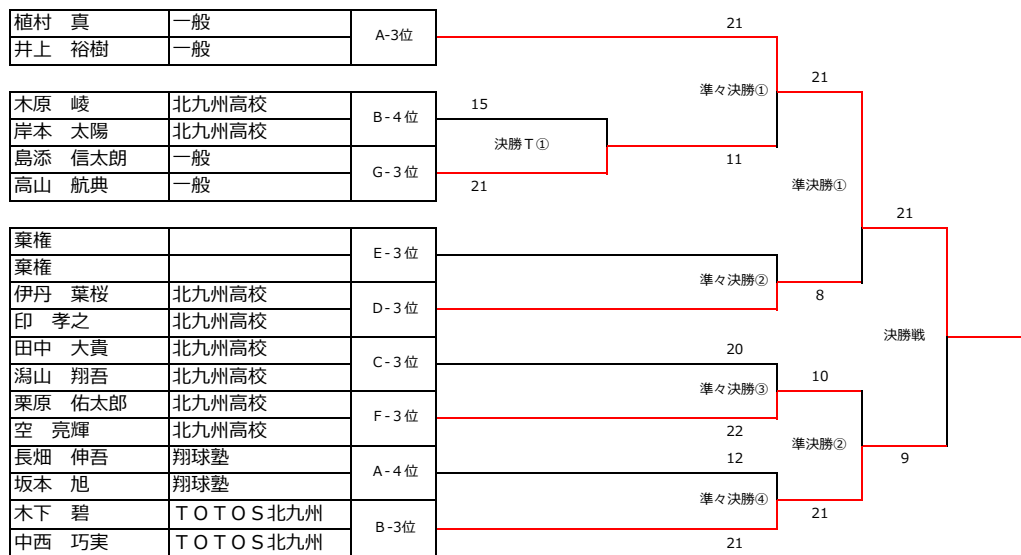 植村　真 一般 A-3位 21
井上　裕樹 一般
準々決勝① 21
木原　崚 北九州高校 B-４位 15
岸本　太陽 北九州高校
決勝Ｔ①
島添　信太朗 一般 G-３位 11
高山　航典 一般 21
準決勝①
21
棄権 E-３位
棄権
準々決勝②
伊丹　葉桜 北九州高校 D-３位 8
印　孝之 北九州高校
決勝戦
田中　大貴 北九州高校 C-３位 20
潟山　翔吾 北九州高校
準々決勝③ 10
栗原　佑太郎 北九州高校 F-３位
空　亮輝 北九州高校 22
準決勝② 9
長畑　伸吾 翔球塾 A-４位 12
坂本　旭 翔球塾
準々決勝④
木下　碧 ＴＯＴＯＳ北九州 B-3位 21
中西　巧実 ＴＯＴＯＳ北九州 21